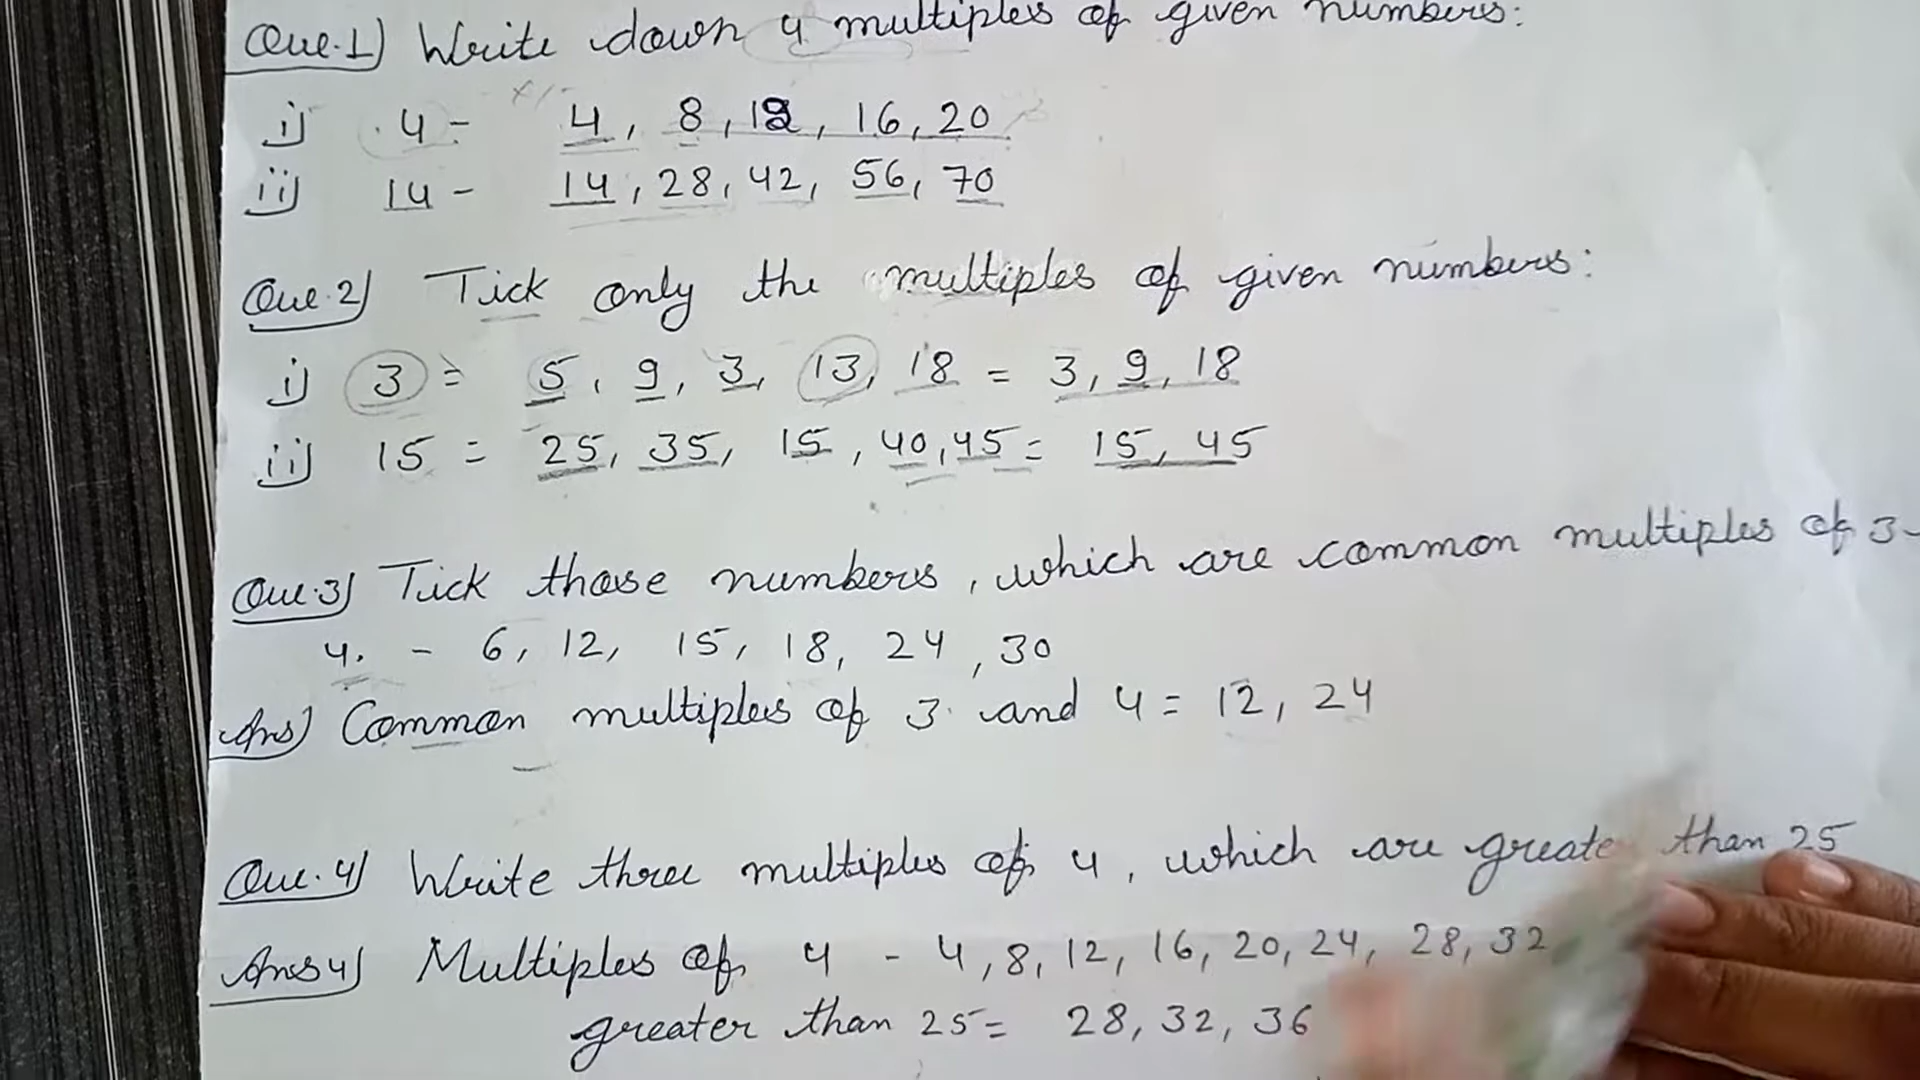 Que.1) Write down 4 multiples of given numbers:
i) 4 - 4, 8, 12, 16, 20
ii) 14 - 14, 28, 42, 56, 70
Que.2) Tick only the multiples of given numbers:
i) 3 = 5, 9, 3, 13, 18 = 3, 9, 18
ii) 15 = 25, 35, 15, 40, 45 = 15, 45
Que.3) Tick those numbers, which are common multiples of 3-
4. - 6, 12, 15, 18, 24, 30
Ans) Common multiples of 3 and 4 = 12, 24
Que.4) Write three multiples of 4, which are greate than 25
Ans4) Multiples of 4 - 4, 8, 12, 16, 20, 24, 28, 32
greater than 25 = 28, 32, 36